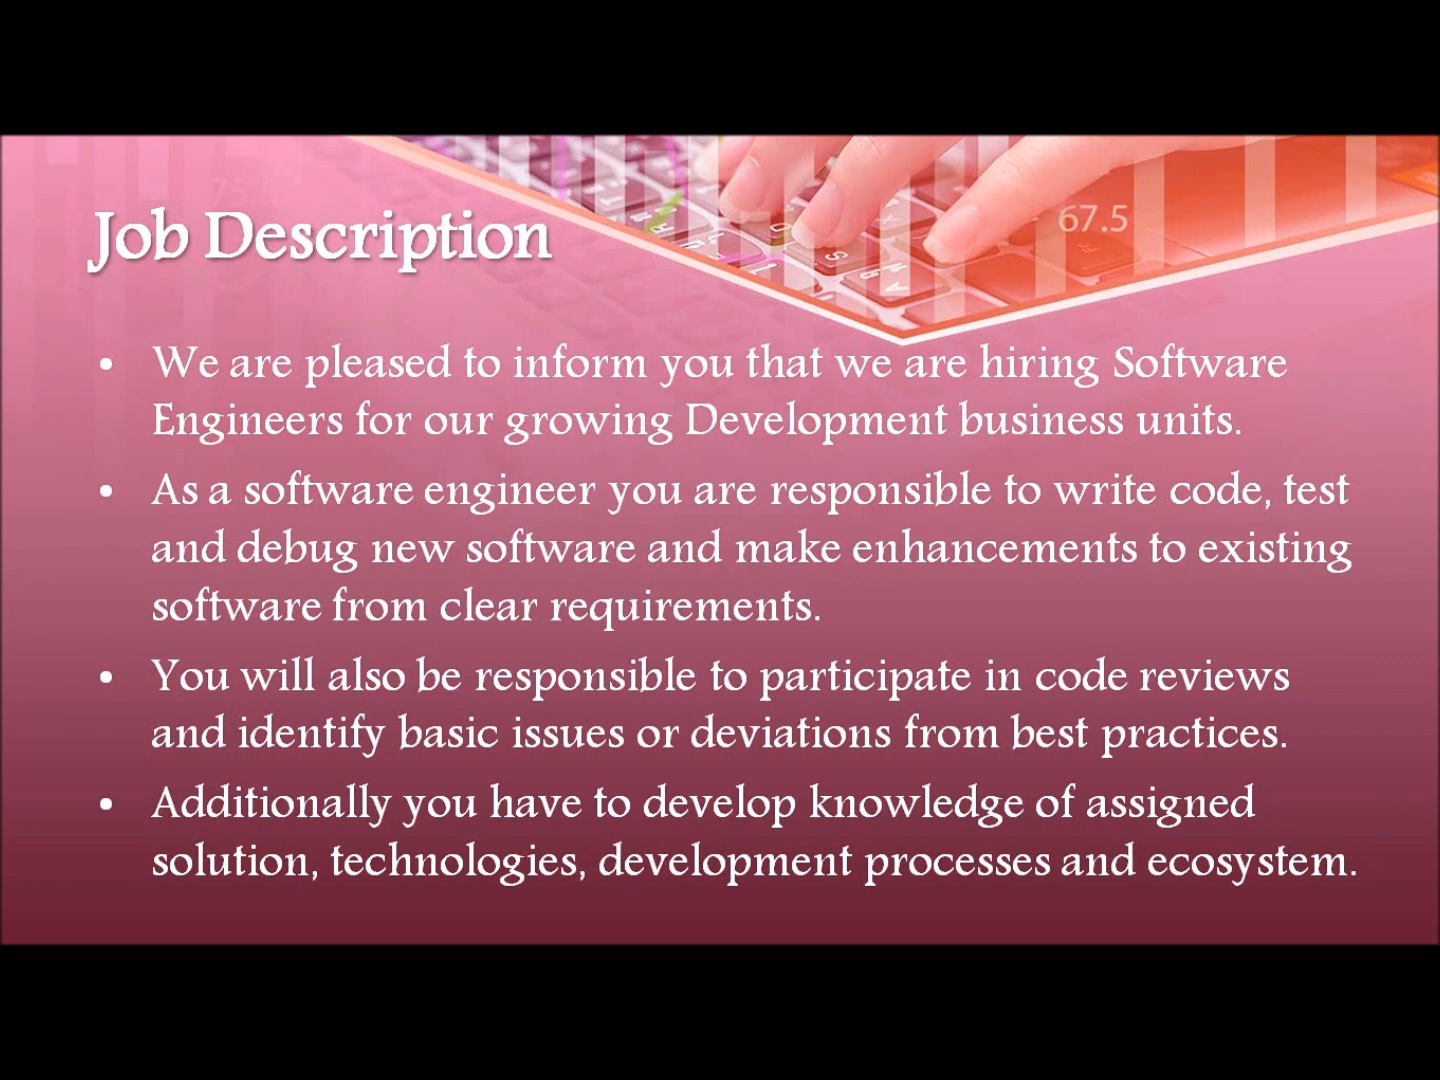 75
67.5
Job Description
• We are pleased to inform you that we are hiring Software
Engineers for our growing Development business units.
• As a software engineer you are responsible to write code, test
and debug new software and make enhancements to existing
software from clear requirements.
• You will also be responsible to participate in code reviews
and identify basic issues or deviations from best practices.
• Additionally you have to develop knowledge of assigned
solution, technologies, development processes and ecosystem.